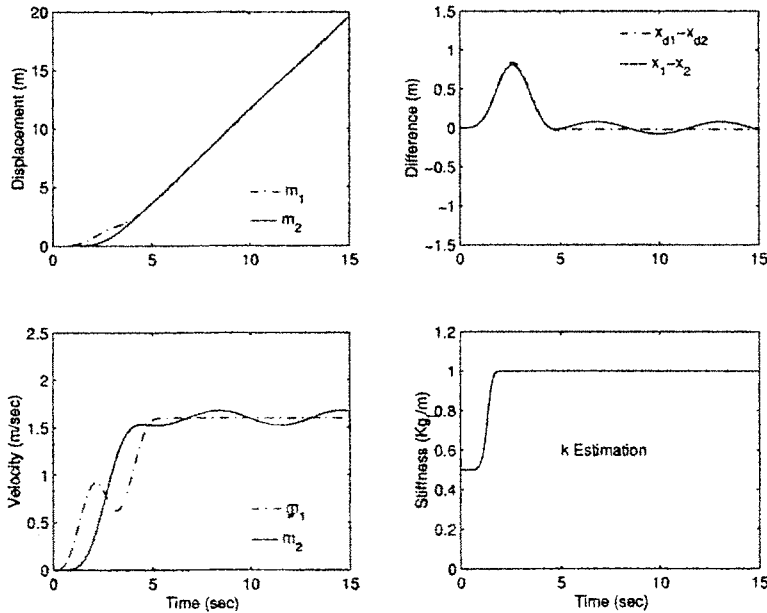 20
15
10
5
0
Displacement (m)
m₁
m₂
0 5 10 15
1.5
1
0.5
0
−0.5
−1
−1.5
Difference (m)
x_d1−x_d2
x₁−x₂
0 5 10 15
2.5
2
1.5
1
0.5
0
Velocity (m/sec)
m₁
m₂
0 5 10 15
Time (sec)
1.2
1
0.8
0.6
0.4
0.2
0
Stiffness (Kg/m)
k Estimation
0 5 10 15
Time (sec)